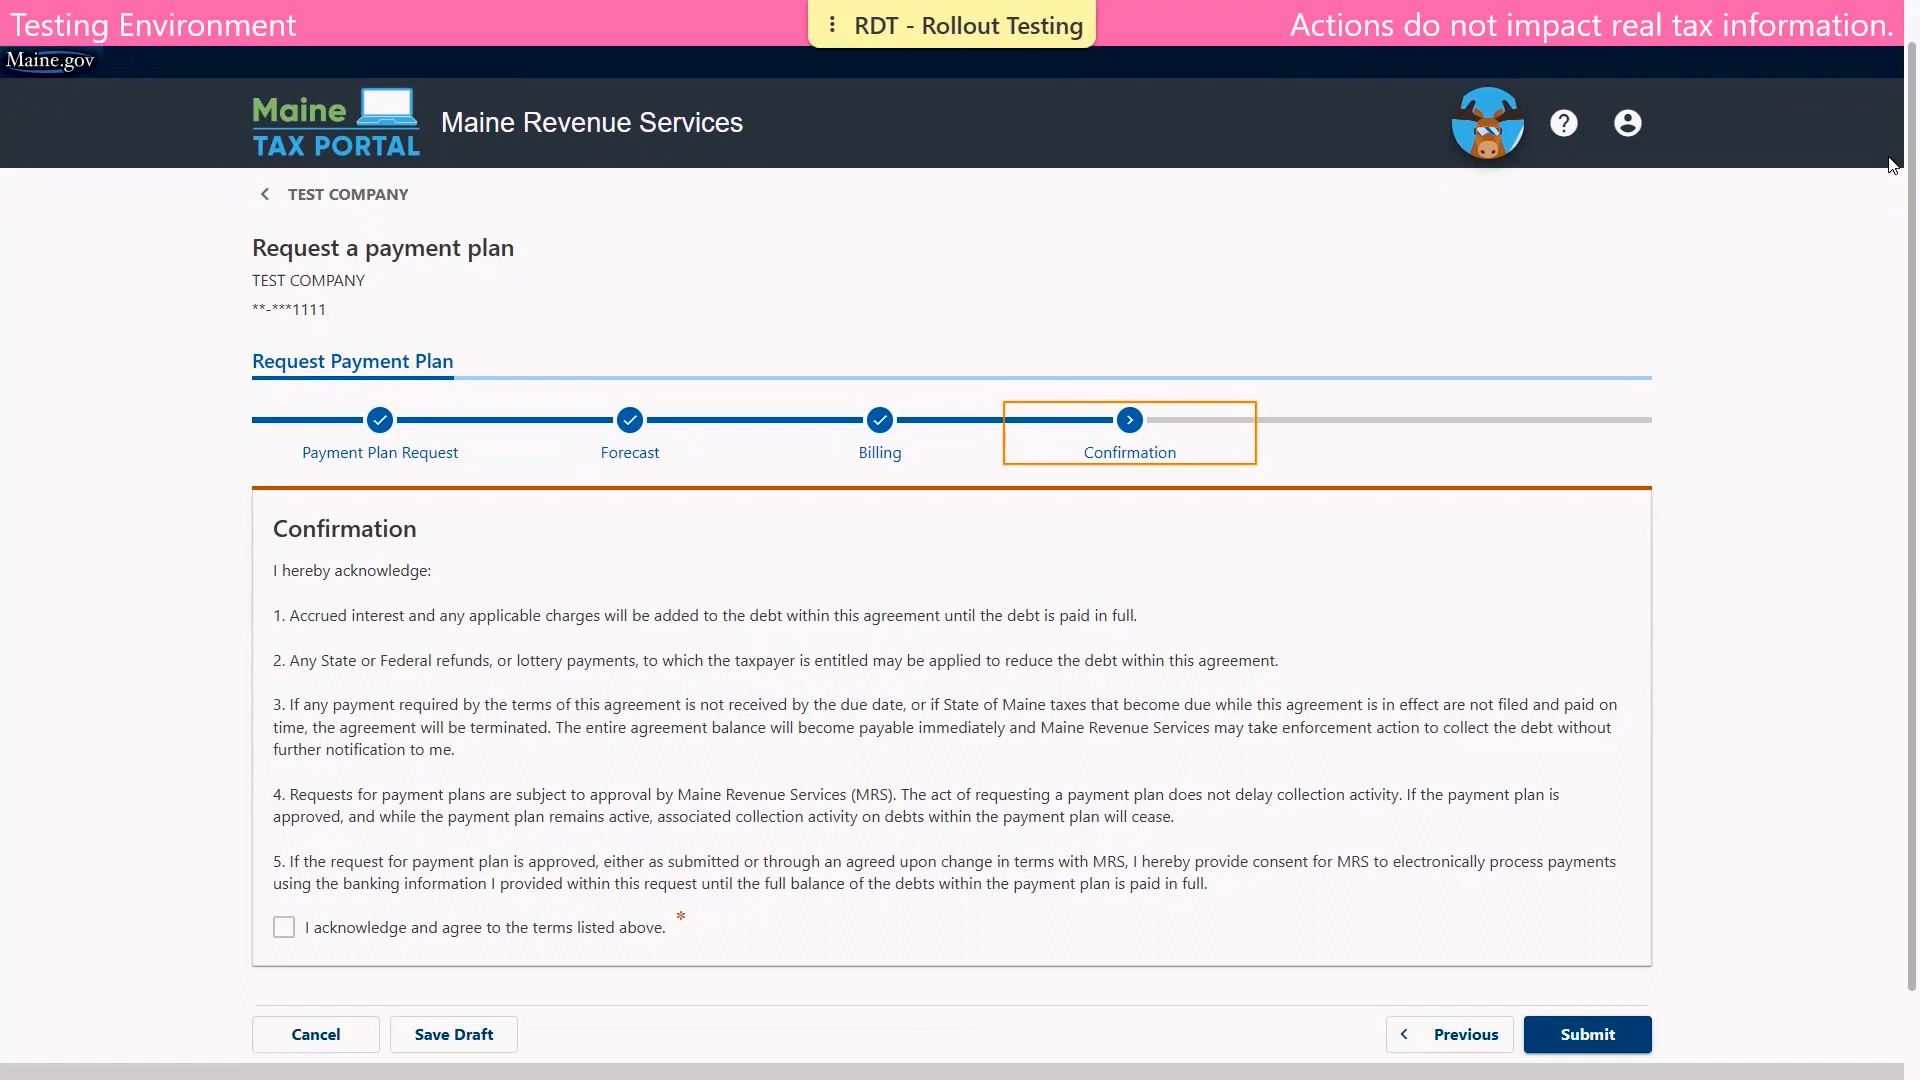 Testing Environment
RDT - Rollout Testing
Actions do not impact real tax information.
Maine.gov
Maine
TAX PORTAL
Maine Revenue Services
?
TEST COMPANY
Request a payment plan
TEST COMPANY
**-***1111
Request Payment Plan
Payment Plan Request
Forecast
Billing
Confirmation
Confirmation
I hereby acknowledge:
1. Accrued interest and any applicable charges will be added to the debt within this agreement until the debt is paid in full.
2. Any State or Federal refunds, or lottery payments, to which the taxpayer is entitled may be applied to reduce the debt within this agreement.
3. If any payment required by the terms of this agreement is not received by the due date, or if State of Maine taxes that become due while this agreement is in effect are not filed and paid on
time, the agreement will be terminated. The entire agreement balance will become payable immediately and Maine Revenue Services may take enforcement action to collect the debt without
further notification to me.
4. Requests for payment plans are subject to approval by Maine Revenue Services (MRS). The act of requesting a payment plan does not delay collection activity. If the payment plan is
approved, and while the payment plan remains active, associated collection activity on debts within the payment plan will cease.
5. If the request for payment plan is approved, either as submitted or through an agreed upon change in terms with MRS, I hereby provide consent for MRS to electronically process payments
using the banking information I provided within this request until the full balance of the debts within the payment plan is paid in full.
I acknowledge and agree to the terms listed above. *
Cancel
Save Draft
Previous
Submit